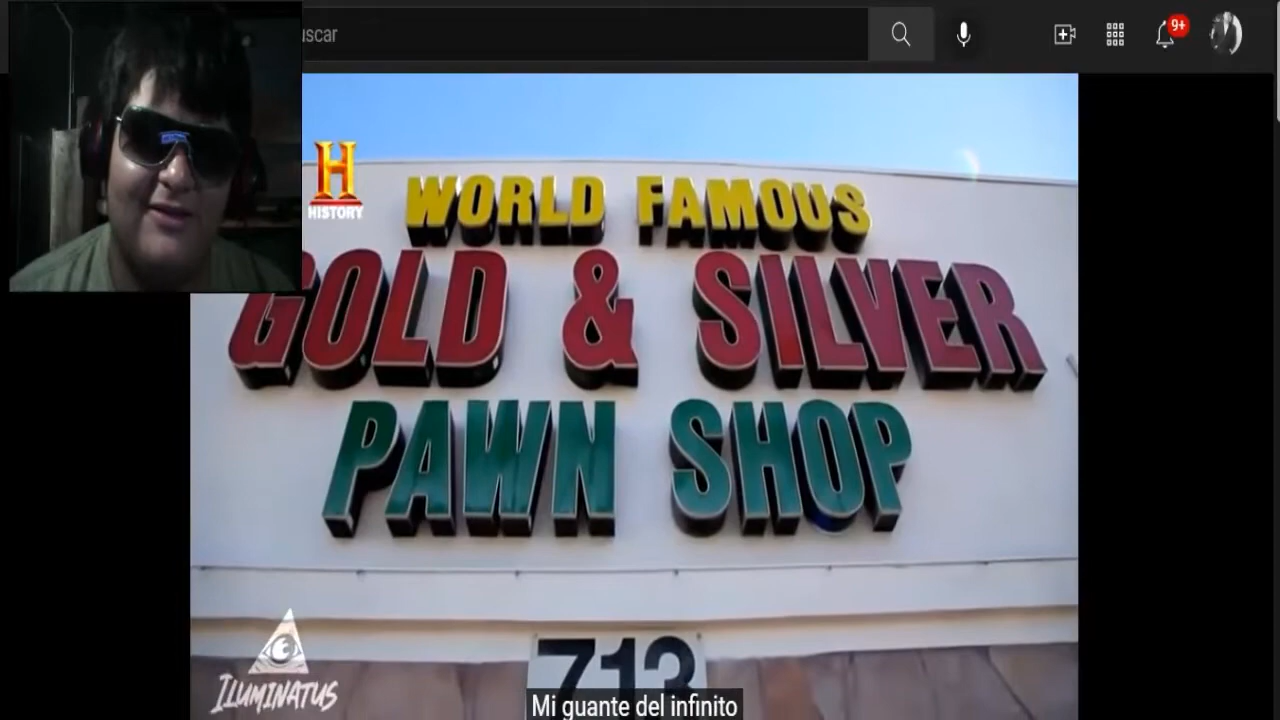 uscar
9+
H
HISTORY
WORLD FAMOUS
GOLD & SILVER
PAWN SHOP
713
ILUMINATUS
Mi guante del infinito